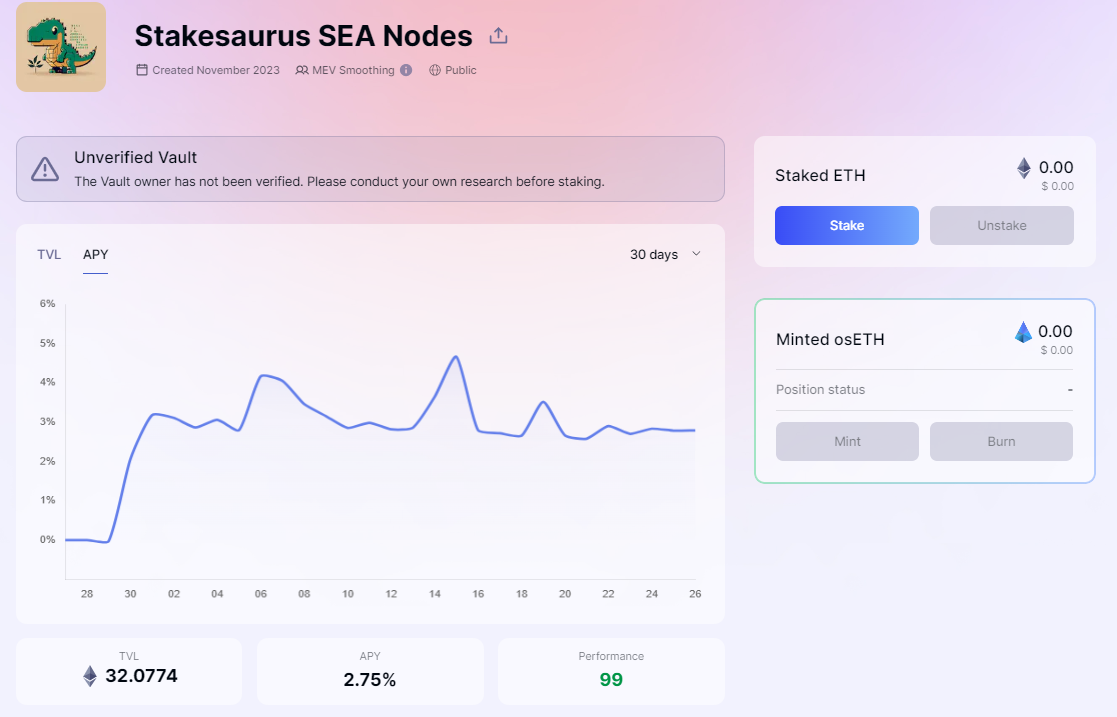 Stakesaurus SEA Nodes
Created November 2023 MEV Smoothing Public
Unverified Vault
The Vault owner has not been verified. Please conduct your own research before staking.
TVL APY 30 days
6%
5%
4%
3%
2%
1%
0%
28 30 02 04 06 08 10 12 14 16 18 20 22 24 26
TVL
32.0774
APY
2.75%
Performance
99
Staked ETH 0.00
$ 0.00
Stake Unstake
Minted osETH 0.00
$ 0.00
Position status -
Mint Burn